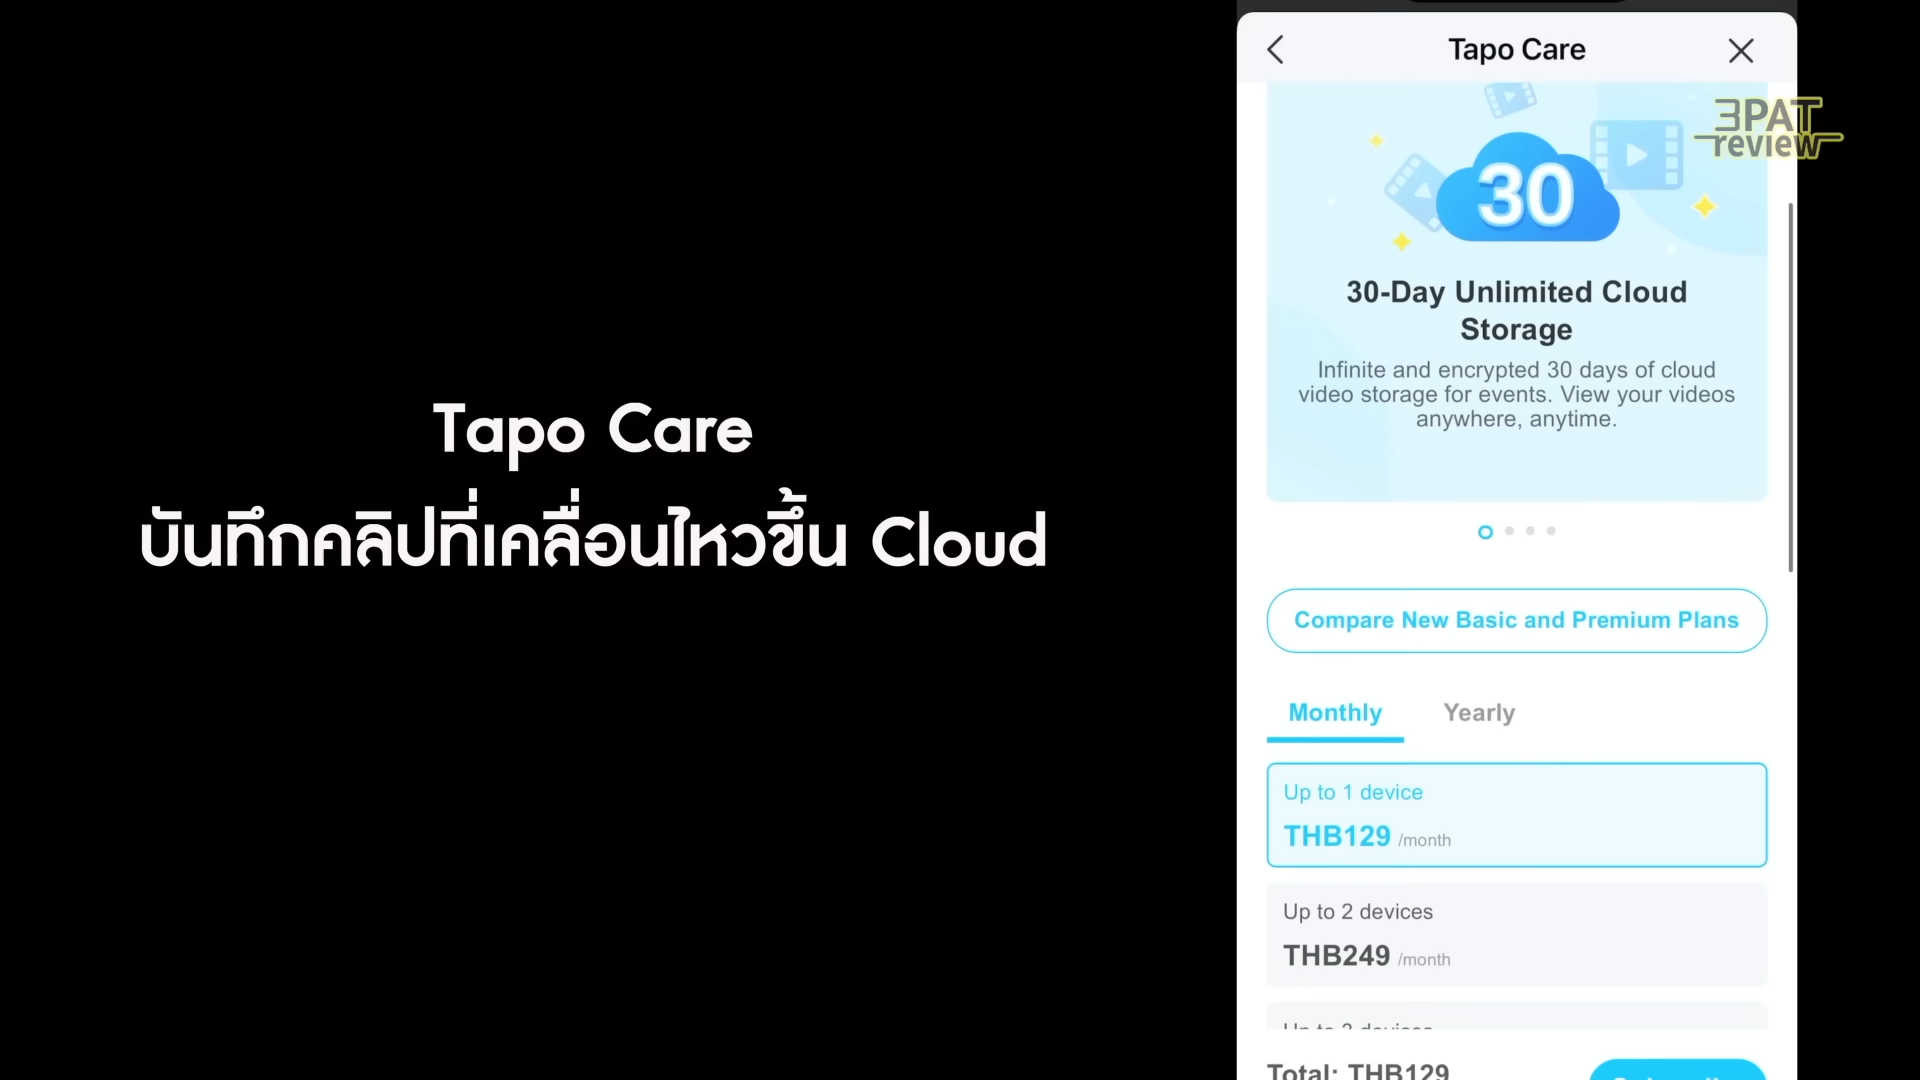 Tapo Care
บันทึกคลิปที่เคลื่อนไหวขึ้น Cloud
Tapo Care
3PAT
review
30
30-Day Unlimited Cloud
Storage
Infinite and encrypted 30 days of cloud
video storage for events. View your videos
anywhere, anytime.
Compare New Basic and Premium Plans
Monthly Yearly
Up to 1 device
THB129 /month
Up to 2 devices
THB249 /month
Total: THB129